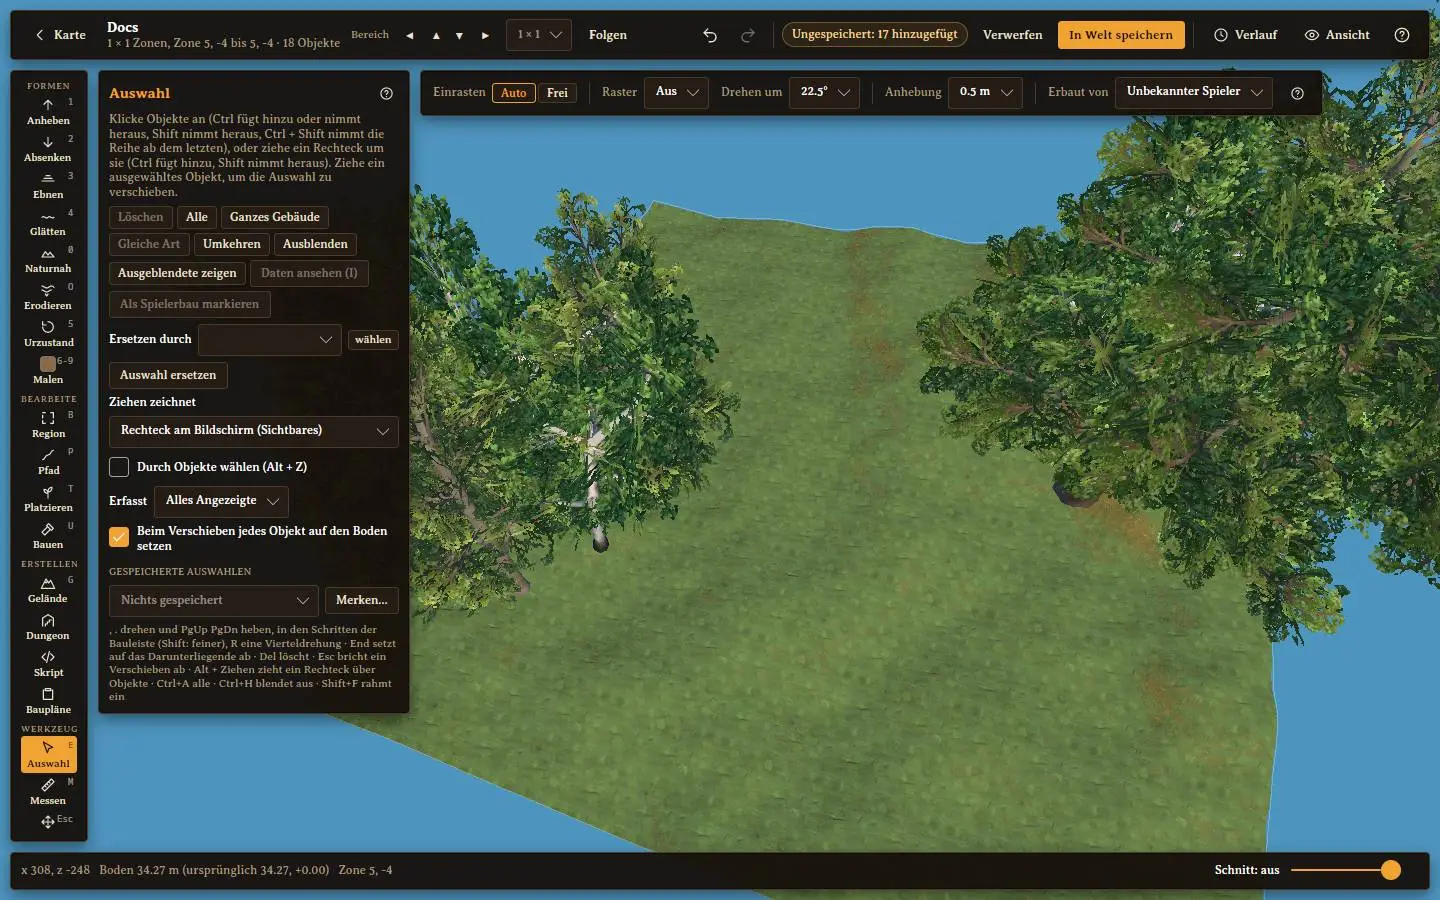 Karte
Docs
1 × 1 Zonen, Zone 5, -4 bis 5, -4 · 18 Objekte
Bereich
1 × 1
Folgen
Ungespeichert: 17 hinzugefügt
Verwerfen
In Welt speichern
Verlauf
Ansicht
FORMEN
1
Anheben
2
Absenken
3
Ebnen
4
Glätten
0
Naturnah
O
Erodieren
5
Urzustand
6-9
Malen
BEARBEITE
B
Region
P
Pfad
T
Platzieren
U
Bauen
ERSTELLEN
G
Gelände
Dungeon
Skript
Baupläne
WERKZEUG
E
Auswahl
M
Messen
Esc
Auswahl
Klicke Objekte an (Ctrl fügt hinzu oder nimmt
heraus, Shift nimmt heraus, Ctrl + Shift nimmt die
Reihe ab dem letzten), oder ziehe ein Rechteck um
sie (Ctrl fügt hinzu, Shift nimmt heraus). Ziehe ein
ausgewähltes Objekt, um die Auswahl zu
verschieben.
Löschen Alle Ganzes Gebäude
Gleiche Art Umkehren Ausblenden
Ausgeblendete zeigen Daten ansehen (I)
Als Spielerbau markieren
Ersetzen durch wählen
Auswahl ersetzen
Ziehen zeichnet
Rechteck am Bildschirm (Sichtbares)
Durch Objekte wählen (Alt + Z)
Erfasst Alles Angezeigte
Beim Verschieben jedes Objekt auf den Boden
setzen
GESPEICHERTE AUSWAHLEN
Nichts gespeichert Merken...
, . drehen und PgUp PgDn heben, in den Schritten der
Bauleiste (Shift: feiner), R eine Vierteldrehung · End setzt
auf das Darunterliegende ab · Del löscht · Esc bricht ein
Verschieben ab · Alt + Ziehen zieht ein Rechteck über
Objekte · Ctrl+A alle · Ctrl+H blendet aus · Shift+F rahmt
ein
Einrasten Auto Frei Raster Aus Drehen um 22.5° Anhebung 0.5 m Erbaut von Unbekannter Spieler
x 308, z -248 Boden 34.27 m (ursprünglich 34.27, +0.00) Zone 5, -4
Schnitt: aus